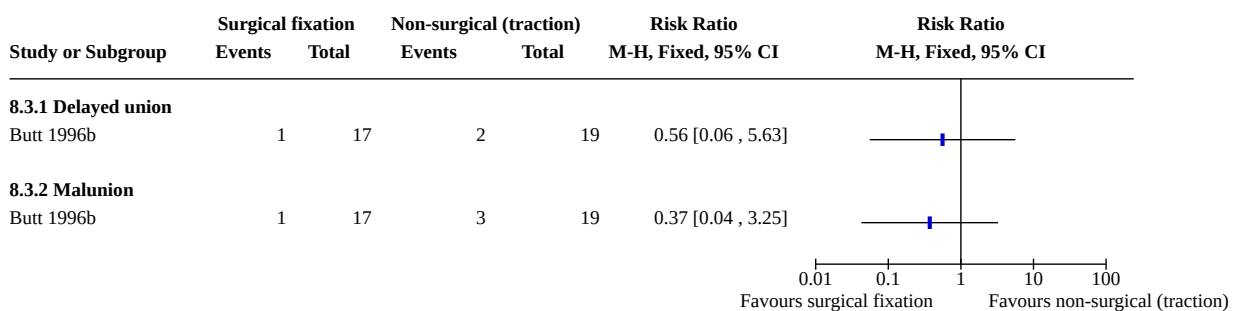 Surgical fixation Non-surgical (traction) Risk Ratio Risk Ratio
Study or Subgroup Events Total Events Total M-H, Fixed, 95% CI M-H, Fixed, 95% CI
8.3.1 Delayed union
Butt 1996b 1 17 2 19 0.56 [0.06 , 5.63]
8.3.2 Malunion
Butt 1996b 1 17 3 19 0.37 [0.04 , 3.25]
0.01 0.1 1 10 100
Favours surgical fixation Favours non-surgical (traction)